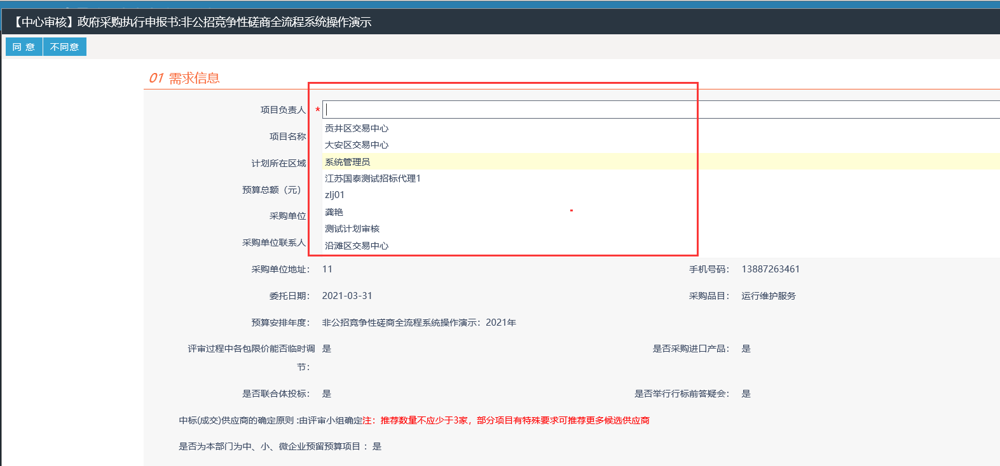 【中心审核】政府采购执行申报书:非公招竞争性磋商全流程系统操作演示
同 意 不同意
01 需求信息
项目负责人 *
贡井区交易中心
项目名称
大安区交易中心
计划所在区域 系统管理员
江苏国泰测试招标代理1
预算总额（元）
zlj01
采购单位 龚艳
测试计划审核
采购单位联系人 沿滩区交易中心
采购单位地址： 11 手机号码： 13887263461
委托日期： 2021-03-31 采购品目： 运行维护服务
预算安排年度： 非公招竞争性磋商全流程系统操作演示：2021年
评审过程中各包限价能否临时调 是 是否采购进口产品： 是
节：
是否联合体投标： 是 是否举行行标前答疑会： 是
中标(成交)供应商的确定原则 :由评审小组确定注：推荐数量不应少于3家，部分项目有特殊要求可推荐更多候选供应商
是否为本部门为中、小、微企业预留预算项目 ： 是